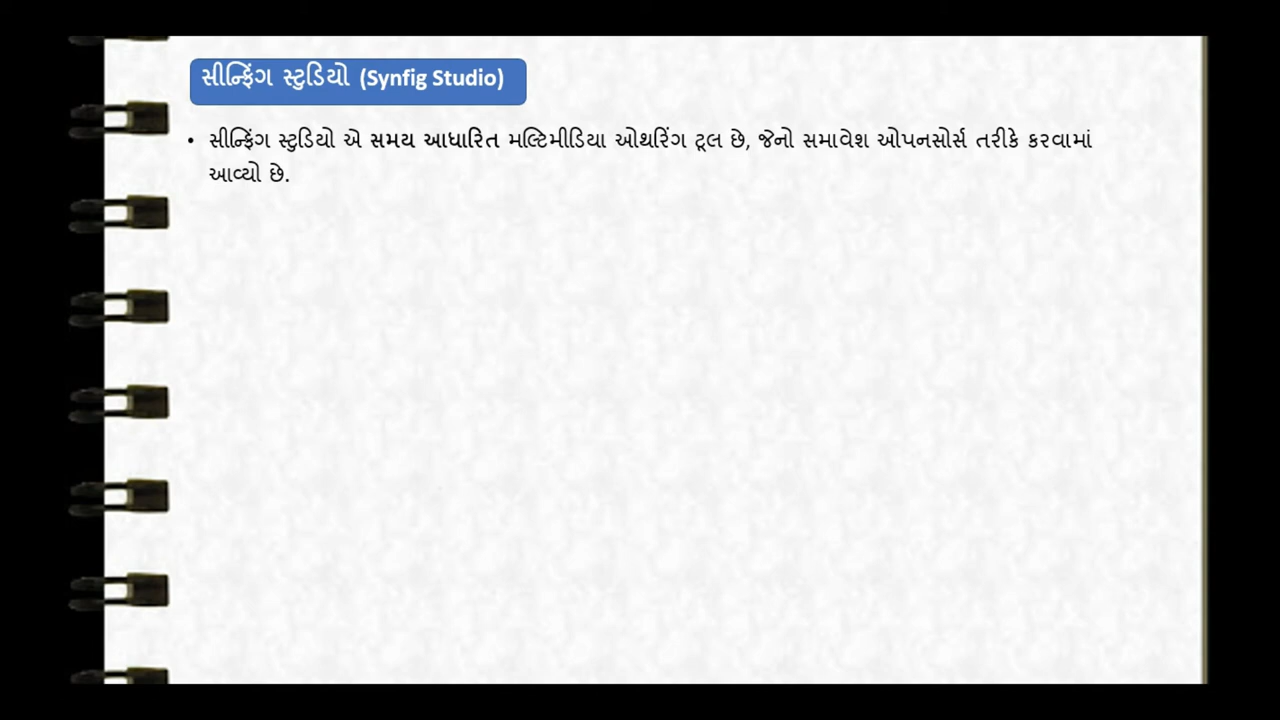 સીન્ફિંગ સ્ટુડિયો (Synfig Studio)
• સીન્ફિંગ સ્ટુડિયો એ સમય આધારિત મલ્ટિમીડિયા ઓથરિંગ ટૂલ છે, જેનો સમાવેશ ઓપનસોર્સ તરીકે કરવામાં
આવ્યો છે.